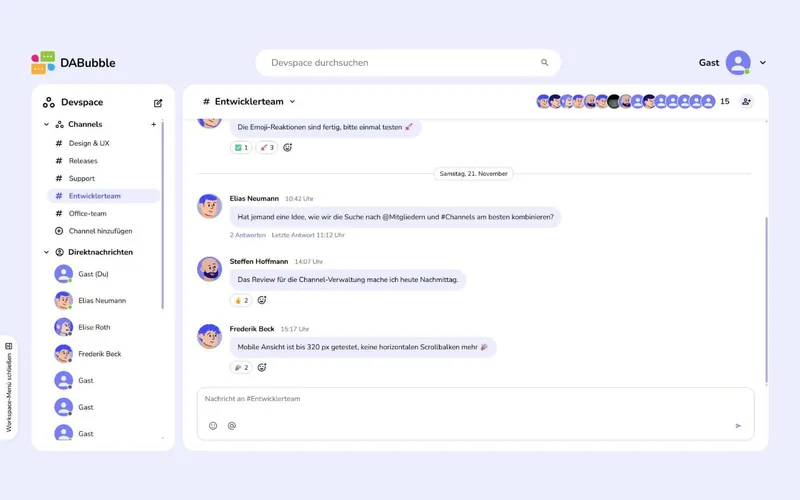 DABubble
Devspace durchsuchen
Gast
Devspace
Channels
+
# Design & UX
# Releases
# Support
# Entwicklerteam
# Office-team
Channel hinzufügen
Direktnachrichten
Gast (Du)
Elias Neumann
Elise Roth
Frederik Beck
Gast
Gast
Gast
Workspace-Menü schließen
# Entwicklerteam
15
Die Emoji-Reaktionen sind fertig, bitte einmal testen 🚀
✅ 1 🚀 3
Samstag, 21. November
Elias Neumann 10:42 Uhr
Hat jemand eine Idee, wie wir die Suche nach @Mitgliedern und #Channels am besten kombinieren?
2 Antworten Letzte Antwort 11:12 Uhr
Steffen Hoffmann 14:07 Uhr
Das Review für die Channel-Verwaltung mache ich heute Nachmittag.
👍 2
Frederik Beck 15:17 Uhr
Mobile Ansicht ist bis 320 px getestet, keine horizontalen Scrollbalken mehr 🎉
🎉 2
Nachricht an #Entwicklerteam
@